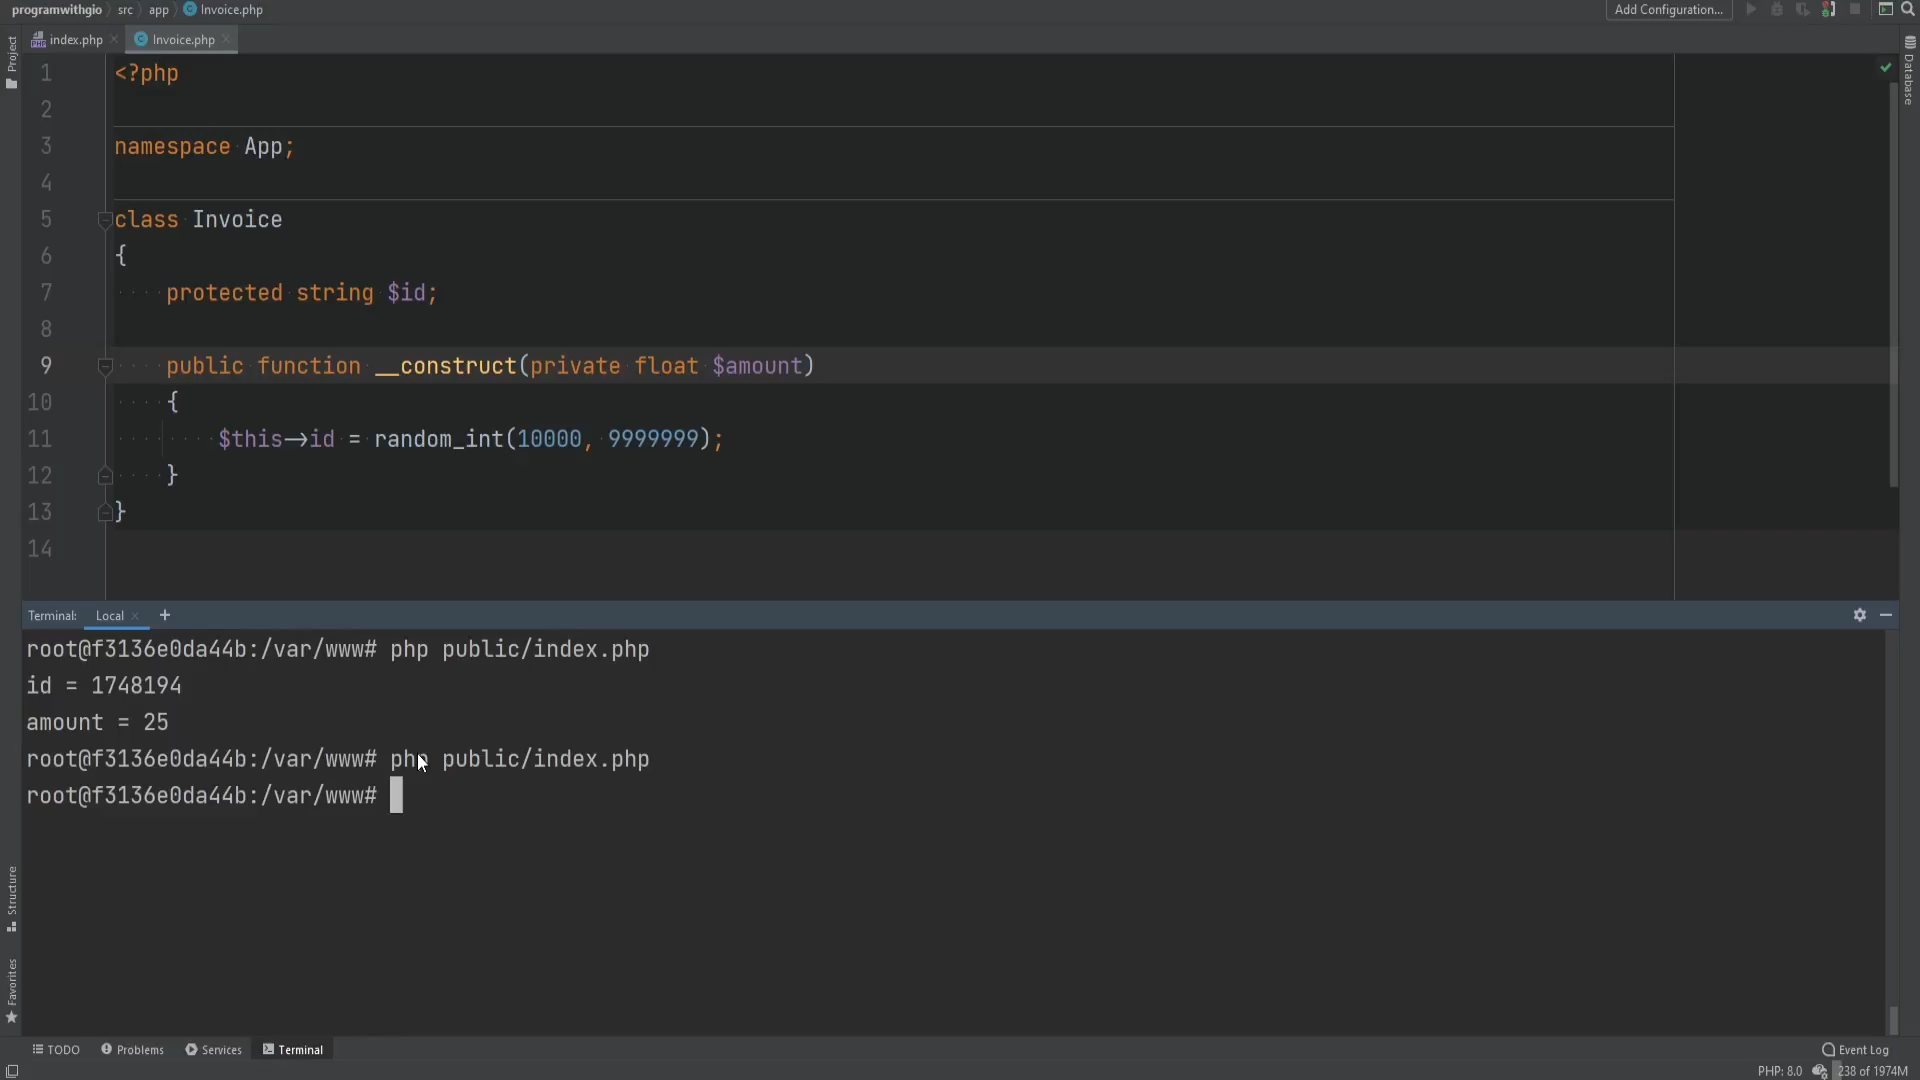 programwithgio src app Invoice.php
Add Configuration...
index.php Invoice.php
Project
Database
1 <?php
2
3 namespace App;
4
5 class Invoice
6 {
7 protected string $id;
8
9 public function __construct(private float $amount)
10 {
11 $this->id = random_int(10000, 9999999);
12 }
13 }
14
Terminal: Local +
root@f3136e0da44b:/var/www# php public/index.php
id = 1748194
amount = 25
root@f3136e0da44b:/var/www# php public/index.php
root@f3136e0da44b:/var/www#
Structure
Favorites
TODO Problems Services Terminal
Event Log
PHP: 8.0 238 of 1974M